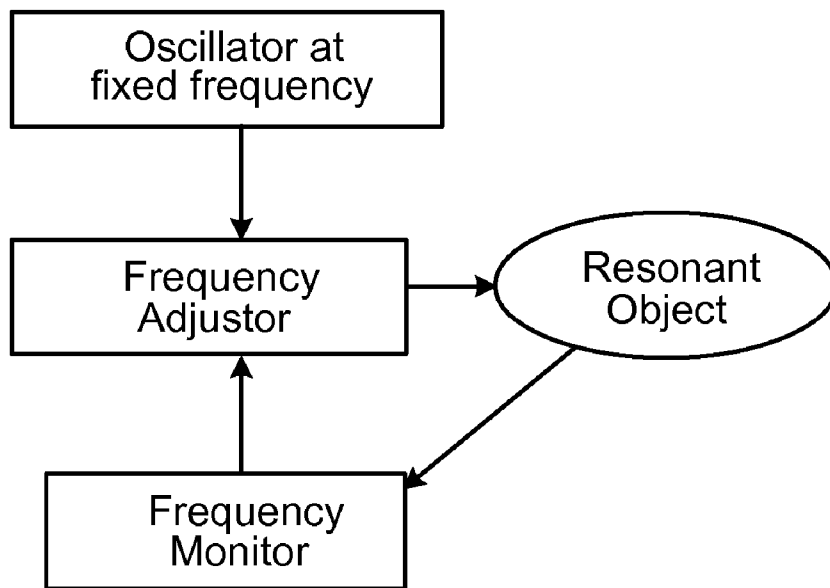 Oscillator at
fixed frequency
Frequency
Adjustor
Resonant
Object
Frequency
Monitor